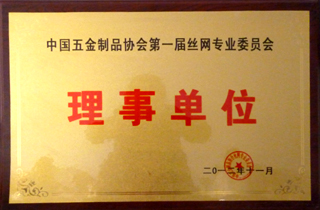 中国五金制品协会第一届丝网专业委员会
理事单位
二〇一二年十一月